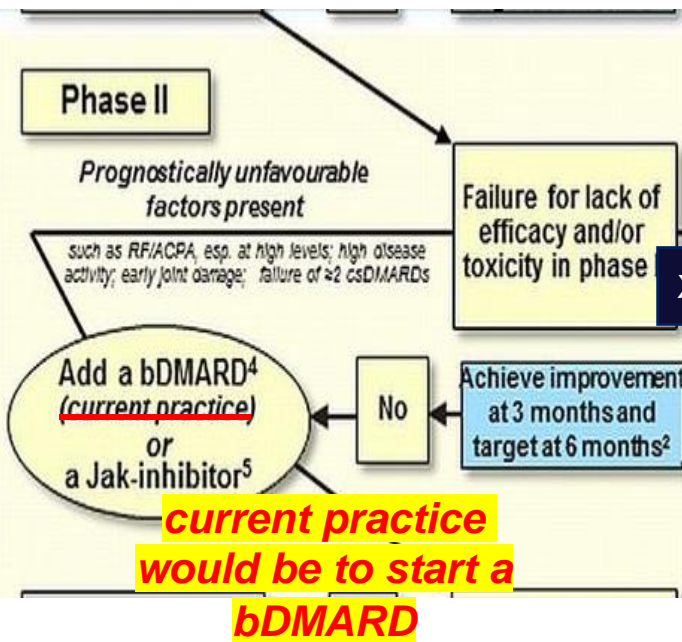 Phase II
Prognostically unfavourable
factors present
such as RF/ACPA, esp. at high levels; high disease
activity; early joint damage; failure of ≥2 csDMARDs
Failure for lack of
efficacy and/or
toxicity in phase
Add a bDMARD⁴
(current practice)
or
a Jak-inhibitor⁵
No
Achieve improvement
at 3 months and
target at 6 months²
current practice
would be to start a
bDMARD